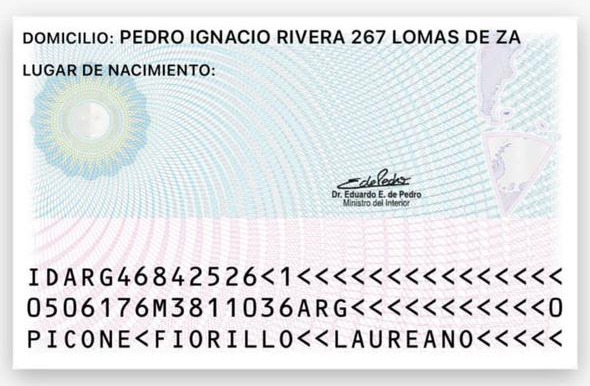 DOMICILIO: PEDRO IGNACIO RIVERA 267 LOMAS DE ZA
LUGAR DE NACIMIENTO:
EdePedro
Dr. Eduardo E. de Pedro
Ministro del Interior
IDARG46842526<1<<<<<<<<<<<<<<<
0506176M3811036ARG<<<<<<<<<<<0
PICONE<FIORILLO<<LAUREANO<<<<<